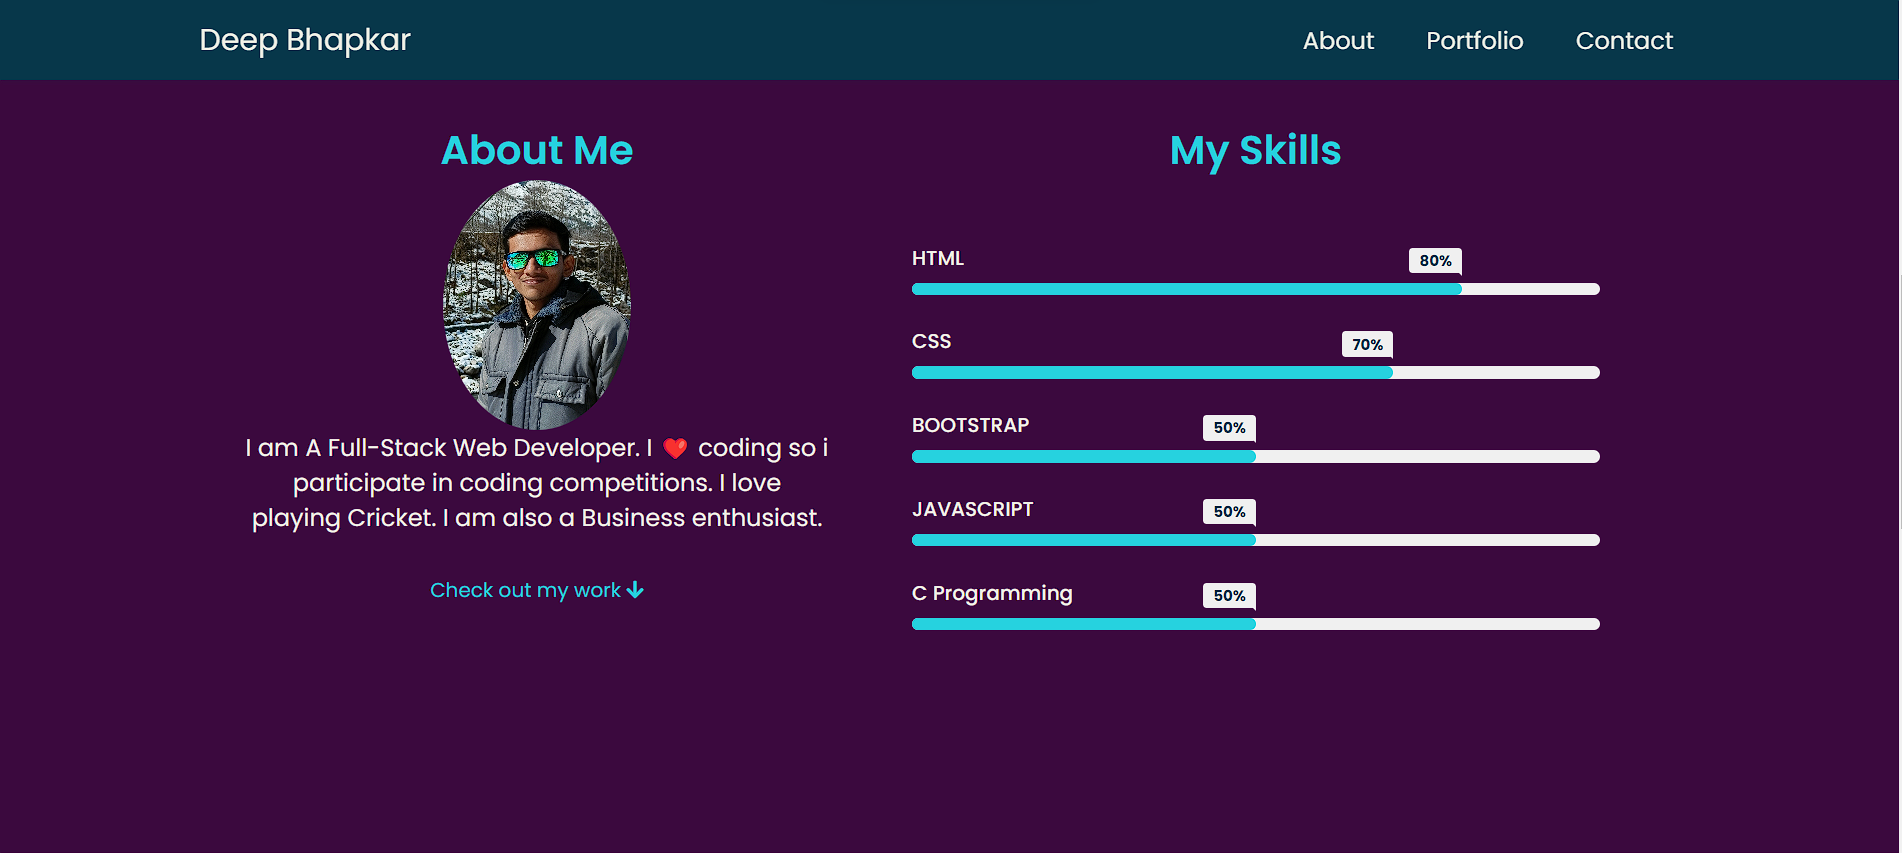 Deep Bhapkar
About Portfolio Contact
About Me
I am A Full-Stack Web Developer. I ❤️ coding so i
participate in coding competitions. I love
playing Cricket. I am also a Business enthusiast.
Check out my work
My Skills
HTML 80%
CSS 70%
BOOTSTRAP 50%
JAVASCRIPT 50%
C Programming 50%